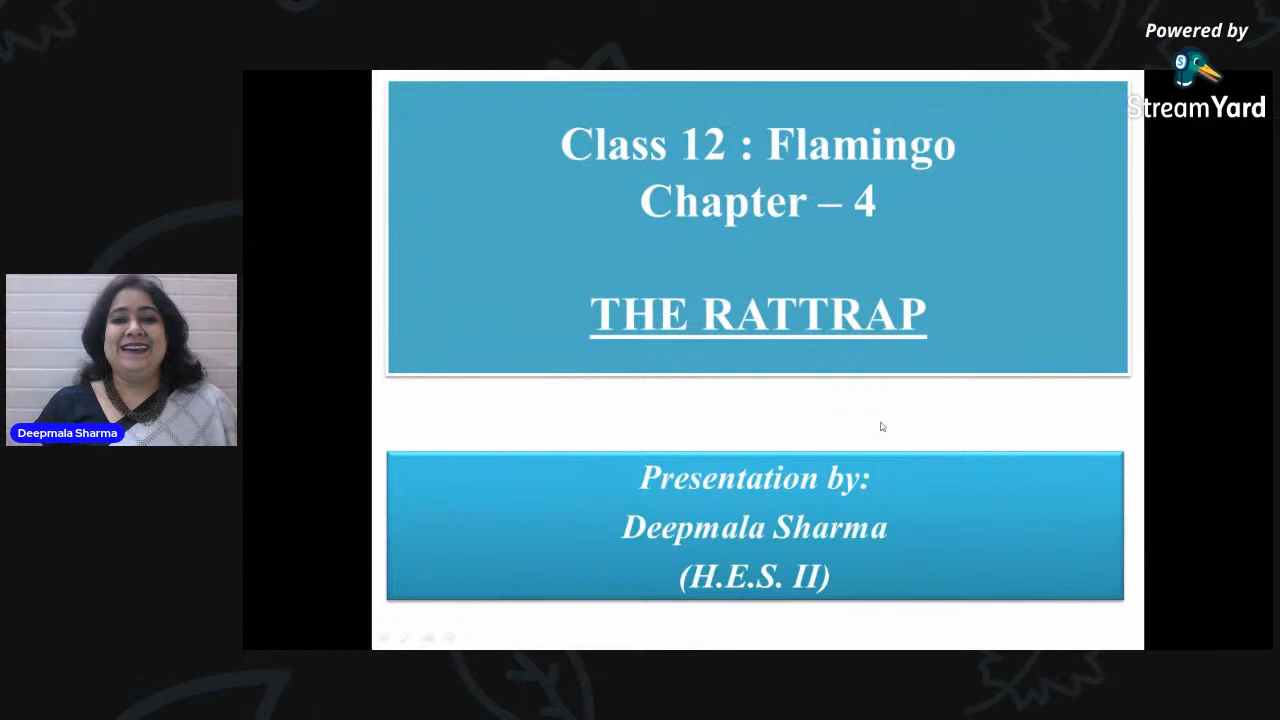 Powered by
StreamYard
Class 12 : Flamingo
Chapter – 4
THE RATTRAP
Deepmala Sharma
Presentation by:
Deepmala Sharma
(H.E.S. II)